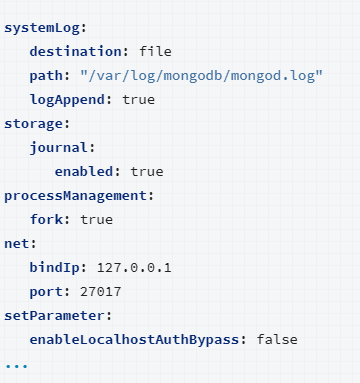 systemLog:
   destination: file
   path: "/var/log/mongodb/mongod.log"
   logAppend: true
storage:
   journal:
      enabled: true
processManagement:
   fork: true
net:
   bindIp: 127.0.0.1
   port: 27017
setParameter:
   enableLocalhostAuthBypass: false
...